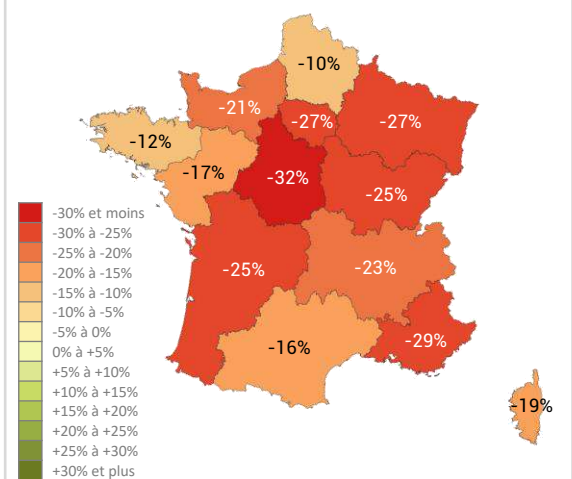 -10%
-21%
-27%
-27%
-12%
-17%
-32%
-25%
-25%
-23%
-16%
-29%
-19%
-30% et moins
-30% à -25%
-25% à -20%
-20% à -15%
-15% à -10%
-10% à -5%
-5% à 0%
0% à +5%
+5% à +10%
+10% à +15%
+15% à +20%
+20% à +25%
+25% à +30%
+30% et plus